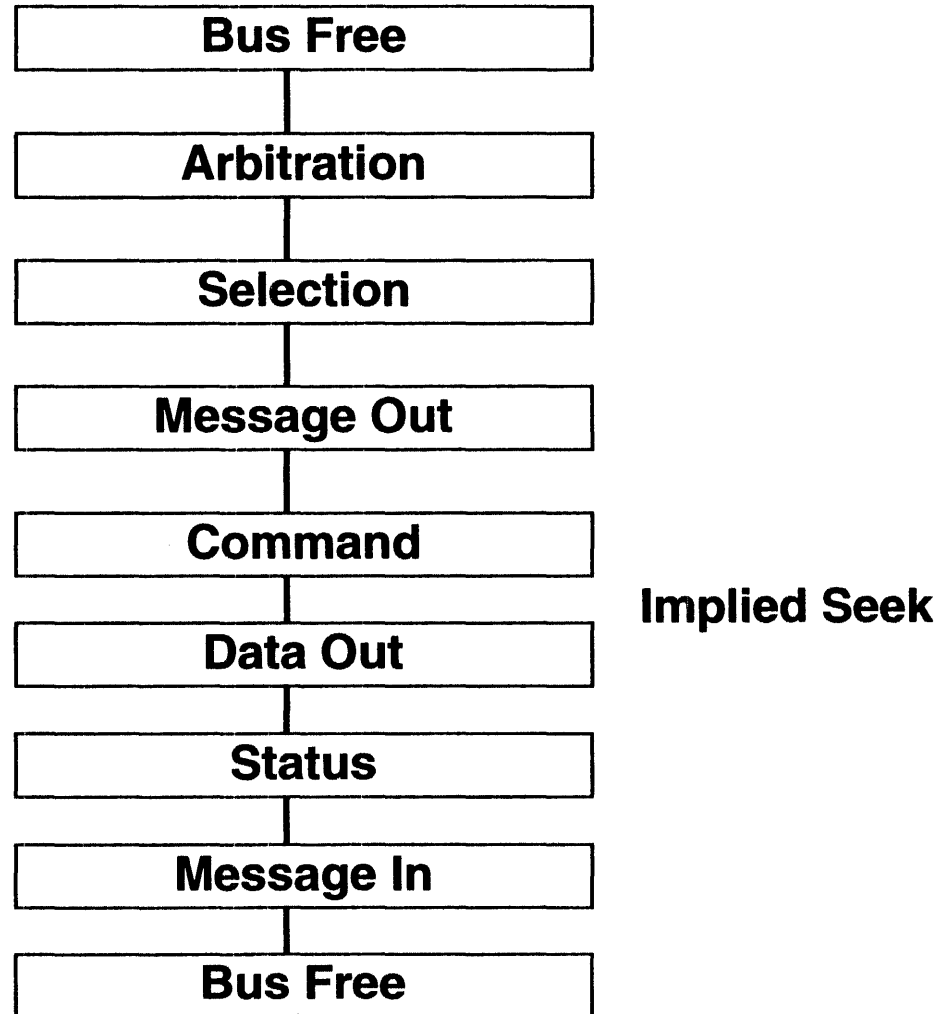 Bus Free
Arbitration
Selection
Message Out
Command
Implied Seek
Data Out
Status
Message In
Bus Free